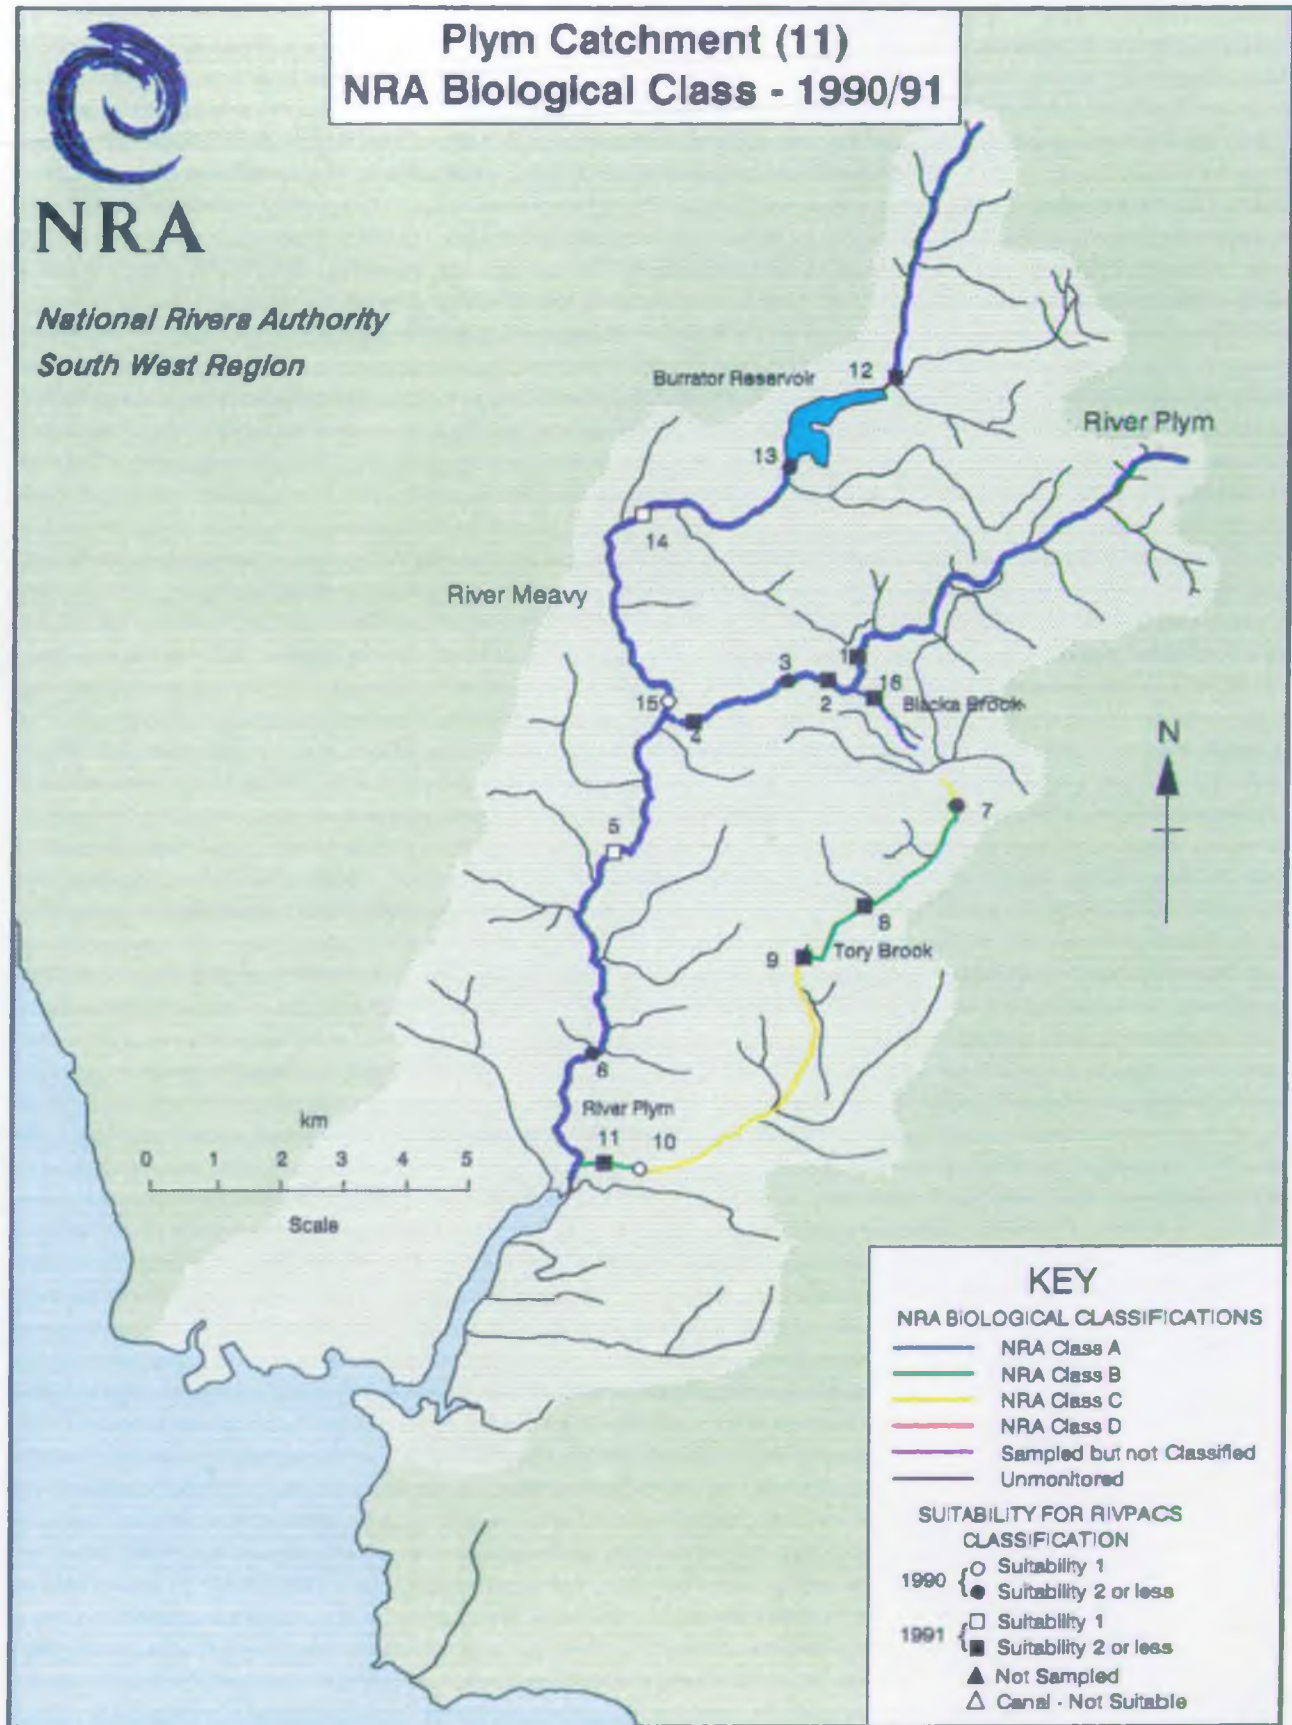 Plym Catchment (11)
NRA Biological Class - 1990/91
NRA
National Rivers Authority
South West Region
Burrator Reservoir
12
River Plym
13
14
River Meavy
1
3
16
2
Blacka Brook
15
4
N
7
5
8
9
Tory Brook
6
River Plym
km
11
10
0 1 2 3 4 5
Scale
KEY
NRA BIOLOGICAL CLASSIFICATIONS
NRA Class A
NRA Class B
NRA Class C
NRA Class D
Sampled but not Classified
Unmonitored
SUITABILITY FOR RIVPACS
CLASSIFICATION
1990 { Suitability 1
Suitability 2 or less
1991 { Suitability 1
Suitability 2 or less
Not Sampled
Canal - Not Suitable